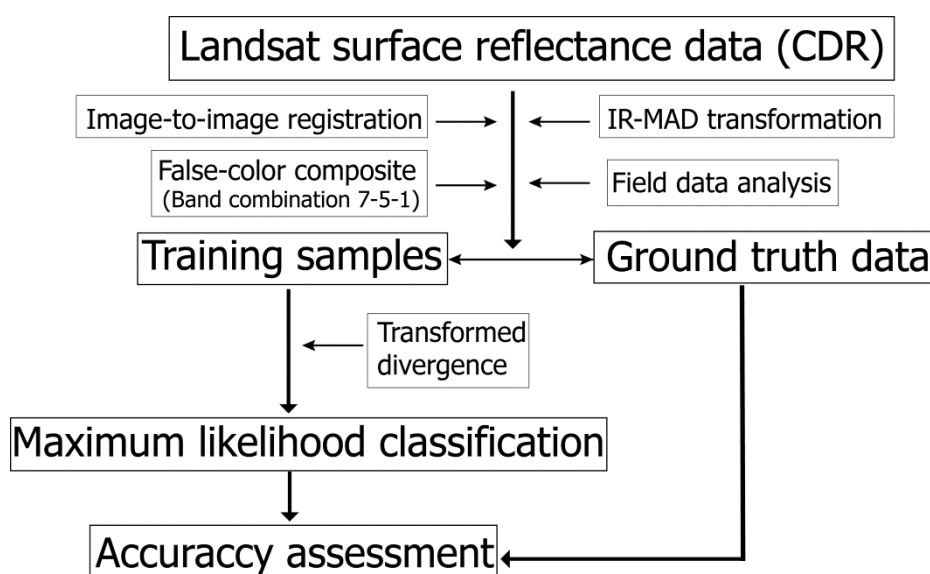 Landsat surface reflectance data (CDR)
Image-to-image registration
IR-MAD transformation
False-color composite
(Band combination 7-5-1)
Field data analysis
Training samples
Ground truth data
Transformed
divergence
Maximum likelihood classification
Accuraccy assessment